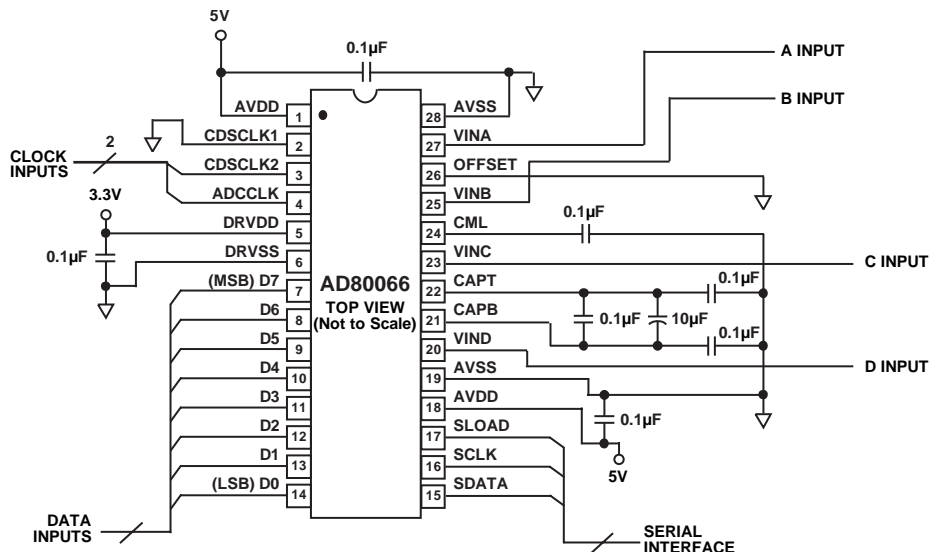 5V
0.1µF
A INPUT
B INPUT
AVDD 1
CDSCLK1 2
CDSCLK2 3
ADCCLK 4
DRVDD 5
DRVSS 6
(MSB) D7 7
D6 8
D5 9
D4 10
D3 11
D2 12
D1 13
(LSB) D0 14
2
CLOCK
INPUTS
3.3V
0.1µF
DATA
INPUTS
AD80066
TOP VIEW
(Not to Scale)
28 AVSS
27 VINA
26 OFFSET
25 VINB
24 CML
23 VINC
22 CAPT
21 CAPB
20 VIND
19 AVSS
18 AVDD
17 SLOAD
16 SCLK
15 SDATA
0.1µF
C INPUT
0.1µF
0.1µF
10µF
0.1µF
D INPUT
0.1µF
5V
SERIAL
INTERFACE